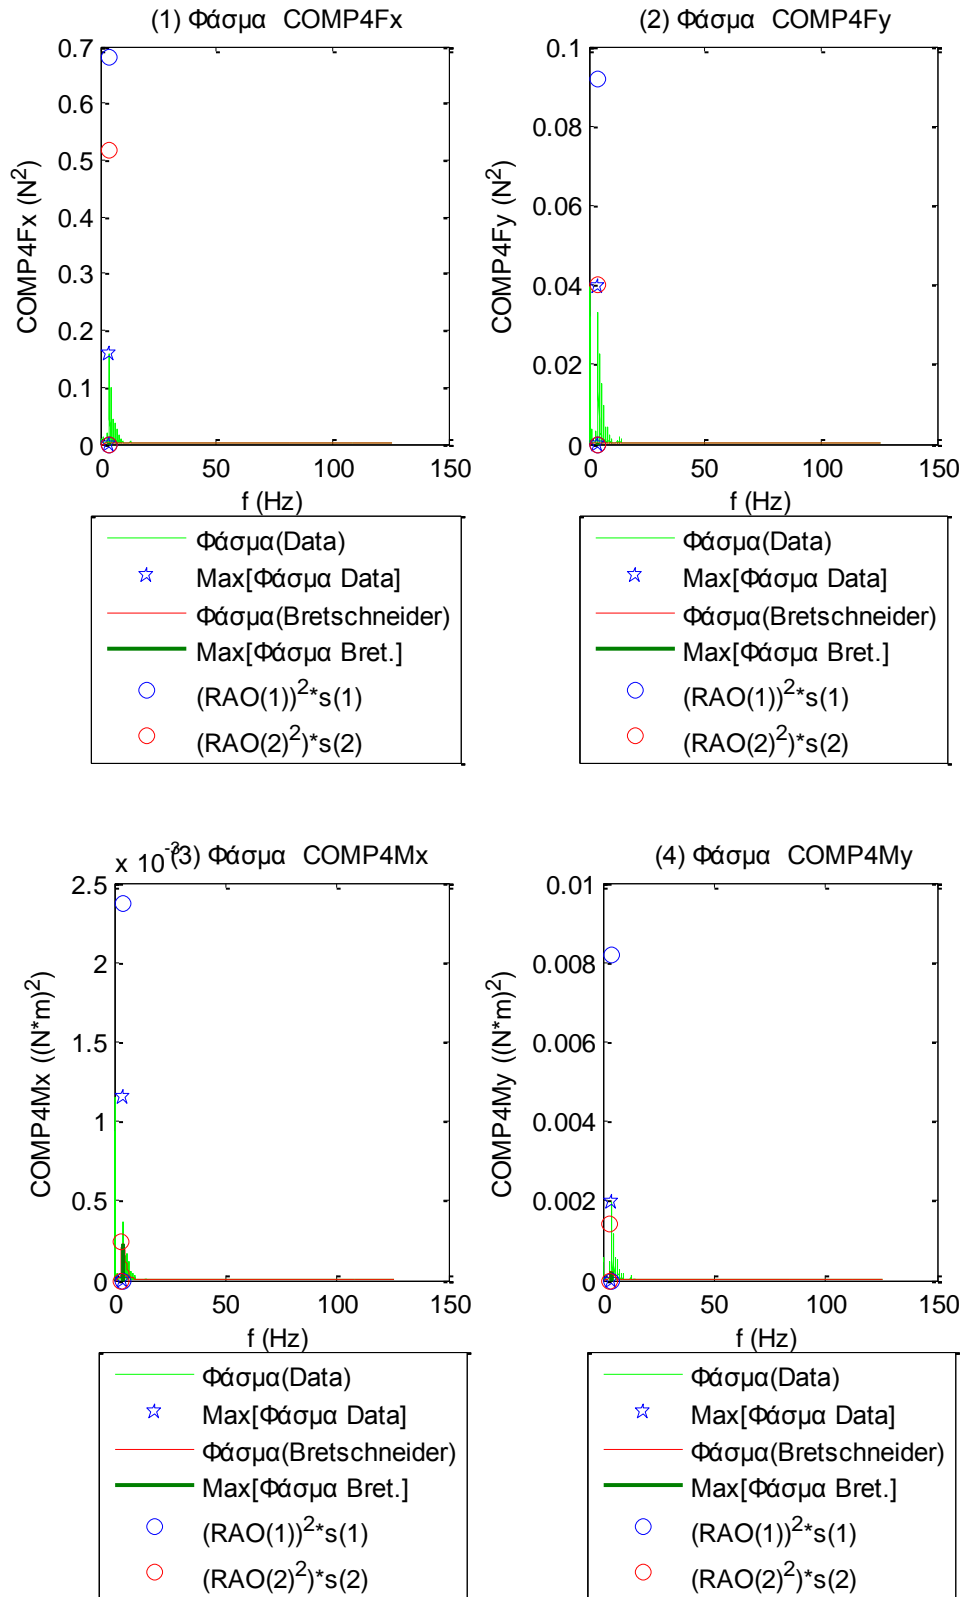 (1) Φάσμα COMP4Fx
0.7
0.6
0.5
0.4
0.3
0.2
0.1
0
COMP4Fx (N²)
0 50 100 150
f (Hz)
Φάσμα(Data)
Max[Φάσμα Data]
Φάσμα(Bretschneider)
Max[Φάσμα Bret.]
(RAO(1))²*s(1)
(RAO(2)²)*s(2)
(2) Φάσμα COMP4Fy
0.1
0.08
0.06
0.04
0.02
0
COMP4Fy (N²)
0 50 100 150
f (Hz)
Φάσμα(Data)
Max[Φάσμα Data]
Φάσμα(Bretschneider)
Max[Φάσμα Bret.]
(RAO(1))²*s(1)
(RAO(2)²)*s(2)
x 10⁻³
(3) Φάσμα COMP4Mx
2.5
2
1.5
1
0.5
0
COMP4Mx ((N*m)²)
0 50 100 150
f (Hz)
Φάσμα(Data)
Max[Φάσμα Data]
Φάσμα(Bretschneider)
Max[Φάσμα Bret.]
(RAO(1))²*s(1)
(RAO(2)²)*s(2)
(4) Φάσμα COMP4My
0.01
0.008
0.006
0.004
0.002
0
COMP4My ((N*m)²)
0 50 100 150
f (Hz)
Φάσμα(Data)
Max[Φάσμα Data]
Φάσμα(Bretschneider)
Max[Φάσμα Bret.]
(RAO(1))²*s(1)
(RAO(2)²)*s(2)